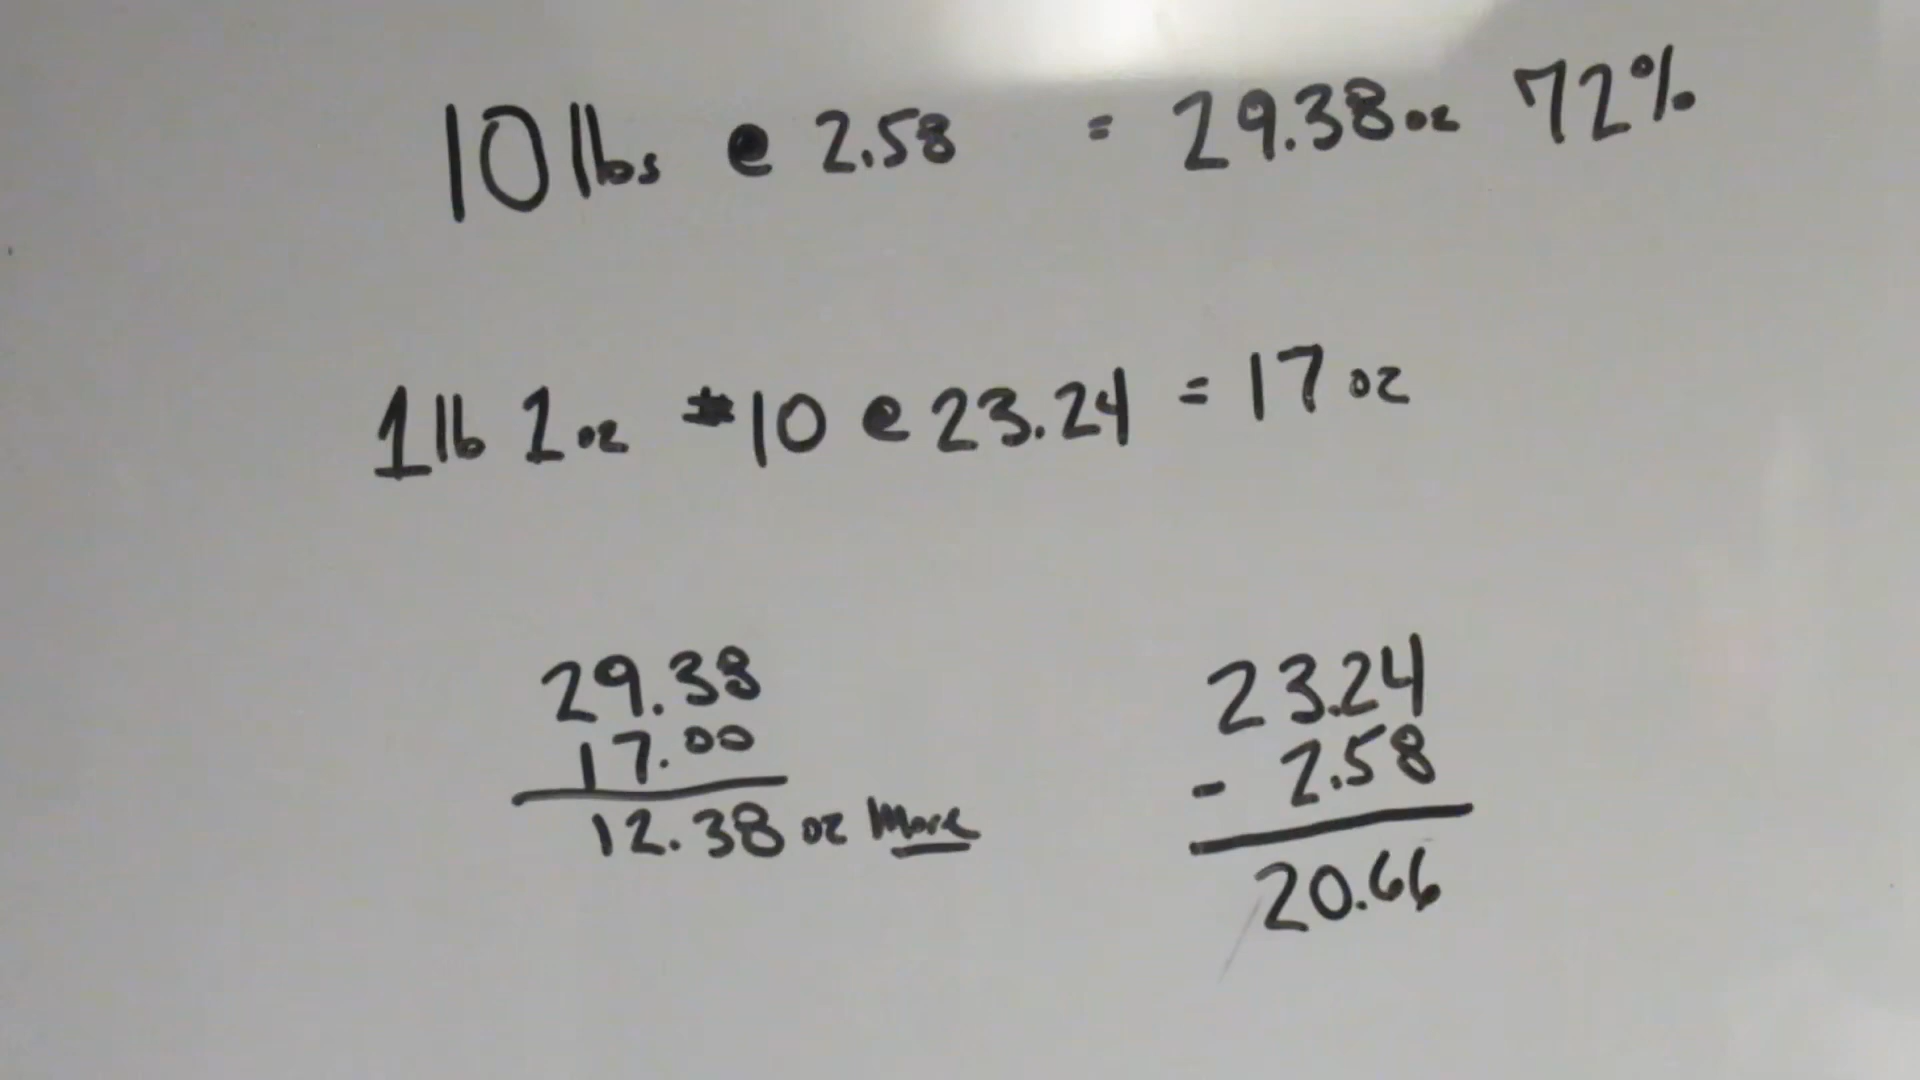 10 lbs @ 2.58 = 29.38 oz 72%
1 lb 1 oz #10 @ 23.24 = 17 oz
29.38
17.00
12.38 oz More
23.24
- 2.58
20.66